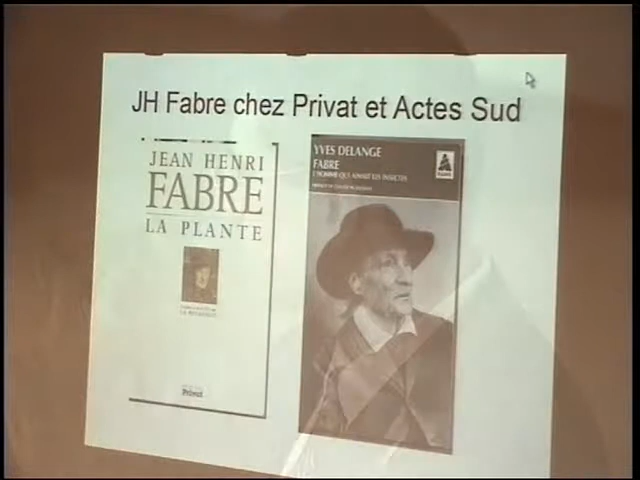 JH Fabre chez Privat et Actes Sud
JEAN HENRI
FABRE
LA PLANTE
Privat
YVES DELANGE
FABRE
L'HOMME QUI AIMAIT LES INSECTES